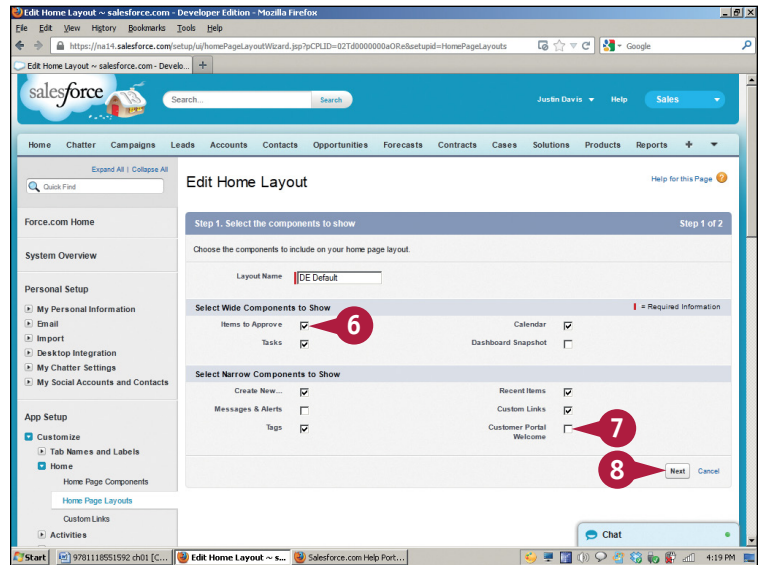 Edit Home Layout ~ salesforce.com - Developer Edition - Mozilla Firefox
File Edit View History Bookmarks Tools Help
https://na14.salesforce.com/setup/ui/homePageLayoutWizard.jsp?pCPLID=02Td0000000aORe&setupid=HomePageLayouts
Google
Edit Home Layout ~ salesforce.com - Develo...
salesforce
Search...
Search
Justin Davis
Help
Sales
Home Chatter Campaigns Leads Accounts Contacts Opportunities Forecasts Contracts Cases Solutions Products Reports +
Expand All | Collapse All
Quick Find
Force.com Home
System Overview
Personal Setup
My Personal Information
Email
Import
Desktop Integration
My Chatter Settings
My Social Accounts and Contacts
App Setup
Customize
Tab Names and Labels
Home
Home Page Components
Home Page Layouts
Custom Links
Activities
Edit Home Layout
Help for this Page
Step 1. Select the components to show
Step 1 of 2
Choose the components to include on your home page layout.
Layout Name DE Default
Select Wide Components to Show
= Required Information
Items to Approve
6
Calendar
Tasks
Dashboard Snapshot
Select Narrow Components to Show
Create New...
Recent Items
Messages & Alerts
Custom Links
Tags
Customer Portal
Welcome
7
8
Next Cancel
Chat
Start
9781118551592 ch01 [C...
Edit Home Layout ~ s...
Salesforce.com Help Port...
4:19 PM